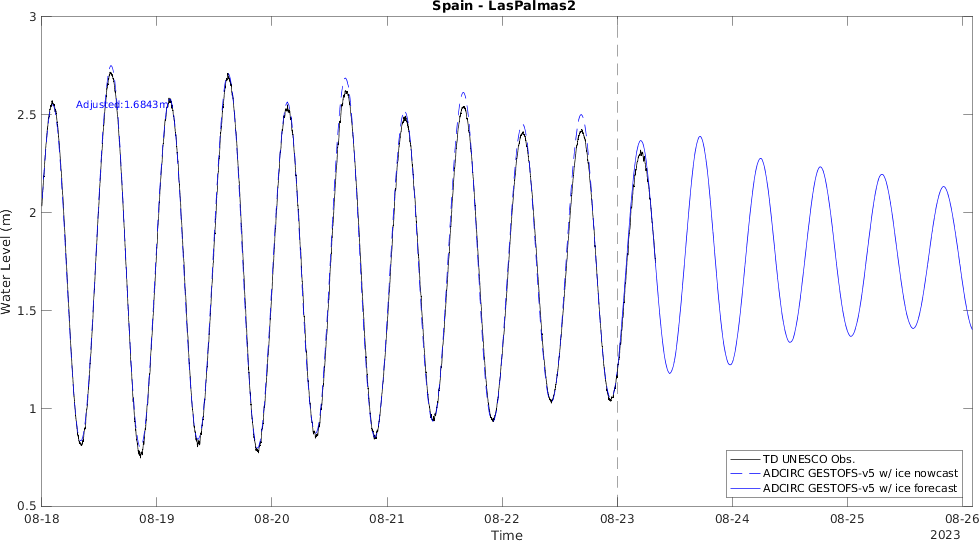 Spain - LasPalmas2
3
2.5
2
1.5
1
0.5
Water Level (m)
Adjusted:1.6843m
TD UNESCO Obs.
ADCIRC GESTOFS-v5 w/ ice nowcast
ADCIRC GESTOFS-v5 w/ ice forecast
08-18 08-19 08-20 08-21 08-22 08-23 08-24 08-25 08-26
Time
2023